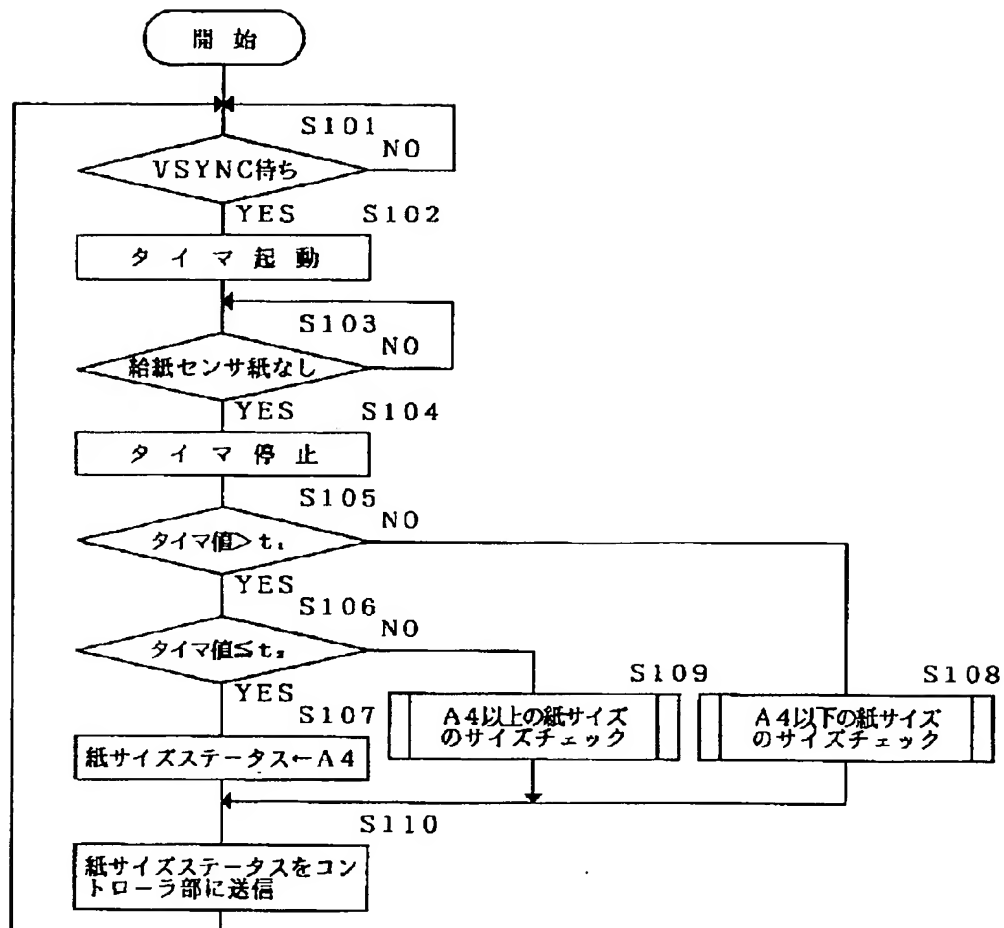 開始
S101
NO
VSYNC待ち
YES
S102
タイマ起動
S103
NO
給紙センサ紙なし
YES
S104
タイマ停止
S105
NO
タイマ値>t₁
YES
S106
NO
タイマ値≦t₂
YES
S109
S108
A4以上の紙サイズ
のサイズチェック
A4以下の紙サイズ
のサイズチェック
S107
紙サイズステータス←A4
S110
紙サイズステータスをコント
トローラ部に送信